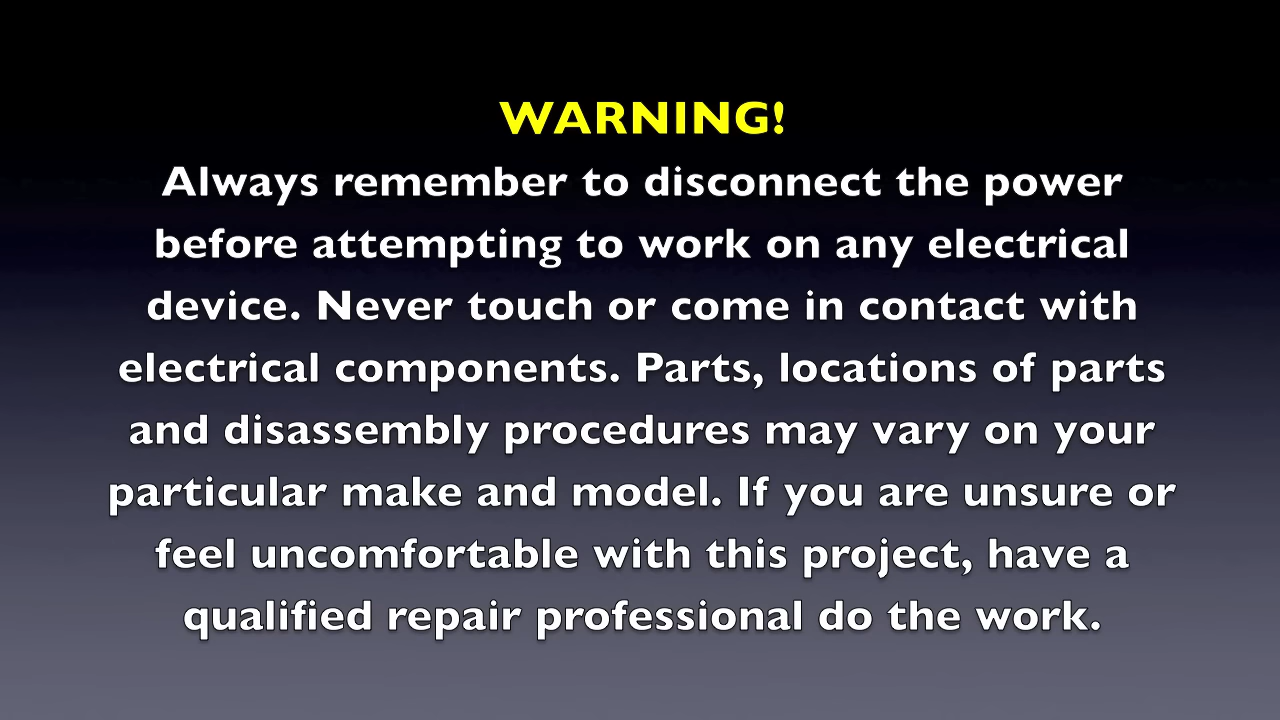 WARNING!
Always remember to disconnect the power
before attempting to work on any electrical
device. Never touch or come in contact with
electrical components. Parts, locations of parts
and disassembly procedures may vary on your
particular make and model. If you are unsure or
feel uncomfortable with this project, have a
qualified repair professional do the work.